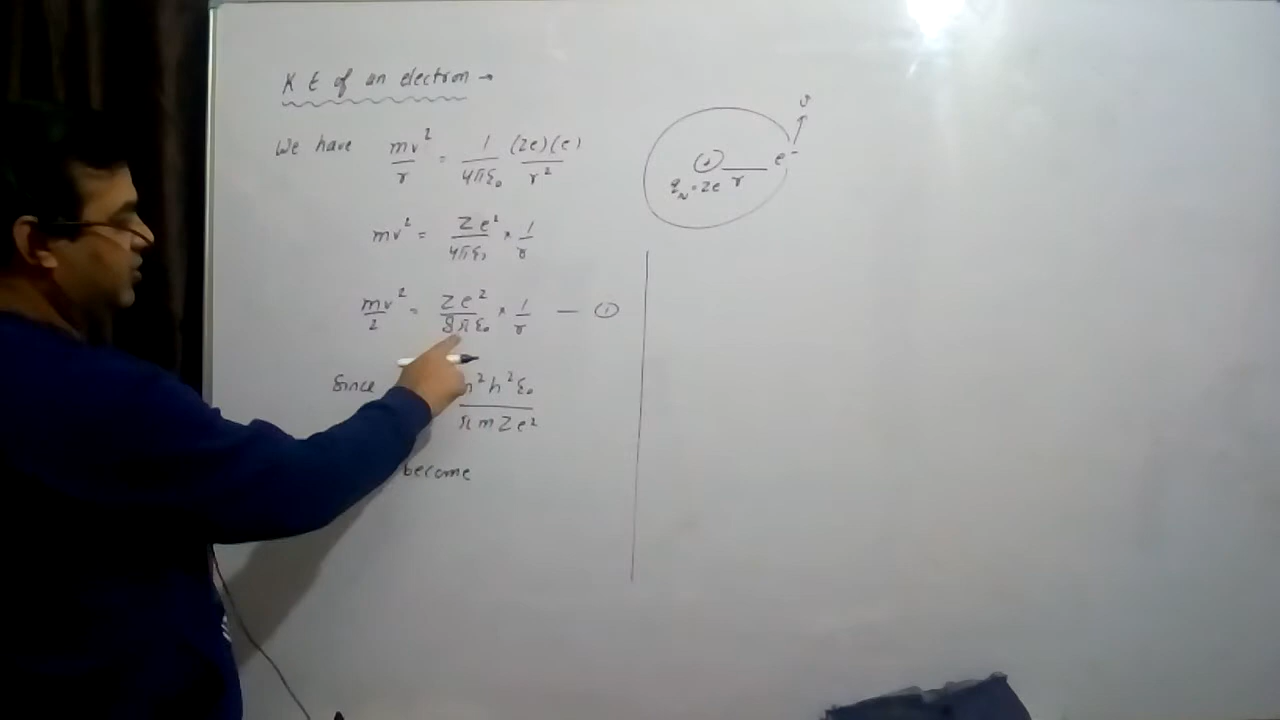 K E of an electron →
We have mv²/r = 1/4πε₀ (Ze)(e)/r²
mv² = Ze²/4πε₀ × 1/r
mv²/2 = Ze²/8πε₀ × 1/r — ①
Since n²h²ε₀/πmZe²
become
v
e⁻
+
r
qN = Ze